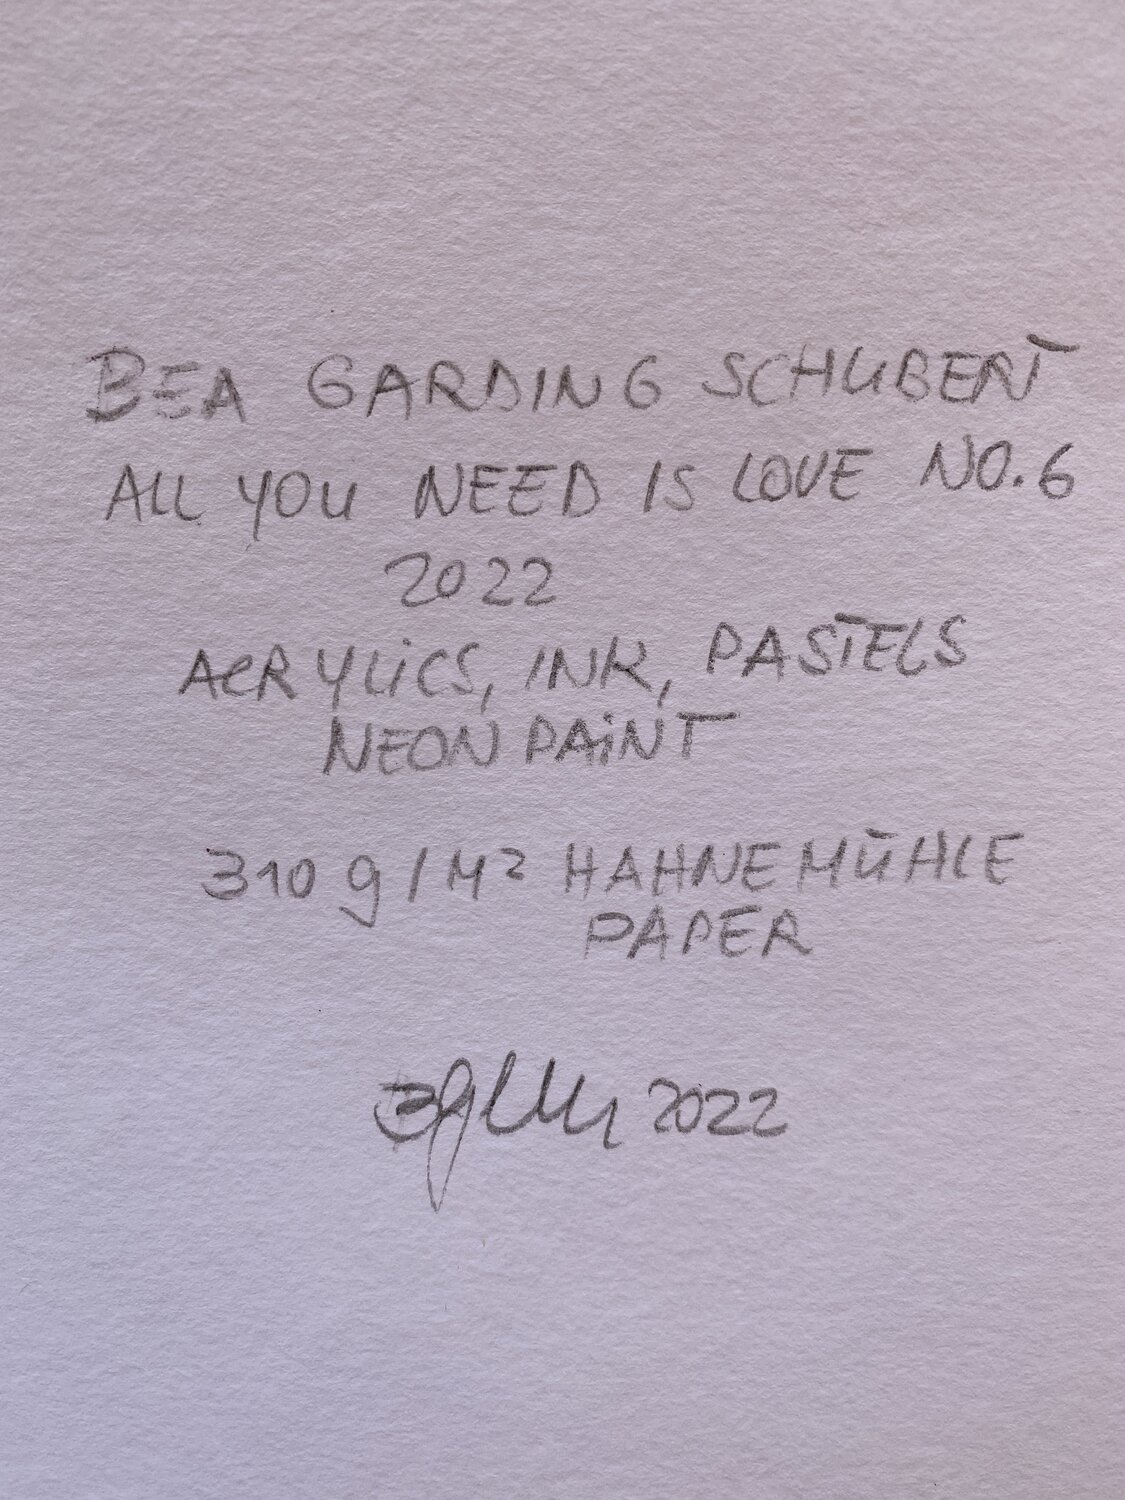 BEA GARDING SCHUBERT
ALL YOU NEED IS LOVE NO.6
2022
ACRYLICS, INK, PASTELS
NEON PAINT
310 g/M² HAHNEMÜHLE
PAPER
2022